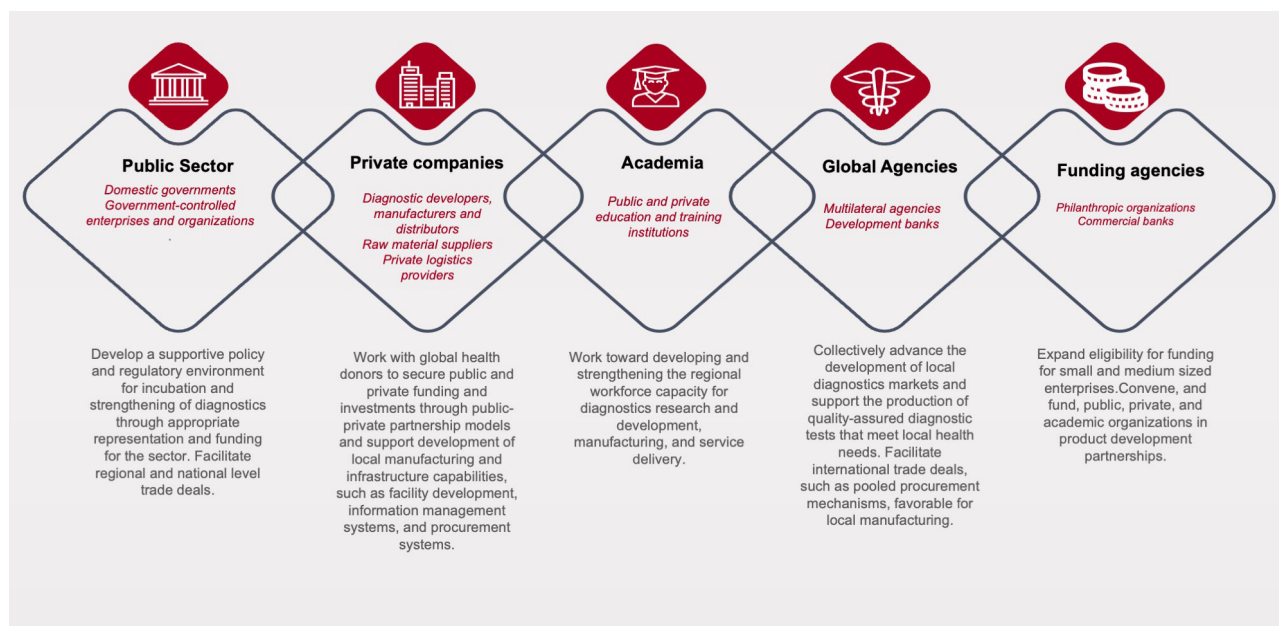 Public Sector
Domestic governments
Government-controlled
enterprises and organizations
.
Develop a supportive policy
and regulatory environment
for incubation and
strengthening of diagnostics
through appropriate
representation and funding
for the sector. Facilitate
regional and national level
trade deals.
Private companies
Diagnostic developers,
manufacturers and
distributors
Raw material suppliers
Private logistics
providers
Work with global health
donors to secure public and
private funding and
investments through public-
private partnership models
and support development of
local manufacturing and
infrastructure capabilities,
such as facility development,
information management
systems, and procurement
systems.
Academia
Public and private
education and training
institutions
Work toward developing and
strengthening the regional
workforce capacity for
diagnostics research and
development,
manufacturing, and service
delivery.
Global Agencies
Multilateral agencies
Development banks
Collectively advance the
development of local
diagnostics markets and
support the production of
quality-assured diagnostic
tests that meet local health
needs. Facilitate
international trade deals,
such as pooled procurement
mechanisms, favorable for
local manufacturing.
Funding agencies
Philanthropic organizations
Commercial banks
Expand eligibility for funding
for small and medium sized
enterprises.Convene, and
fund, public, private, and
academic organizations in
product development
partnerships.